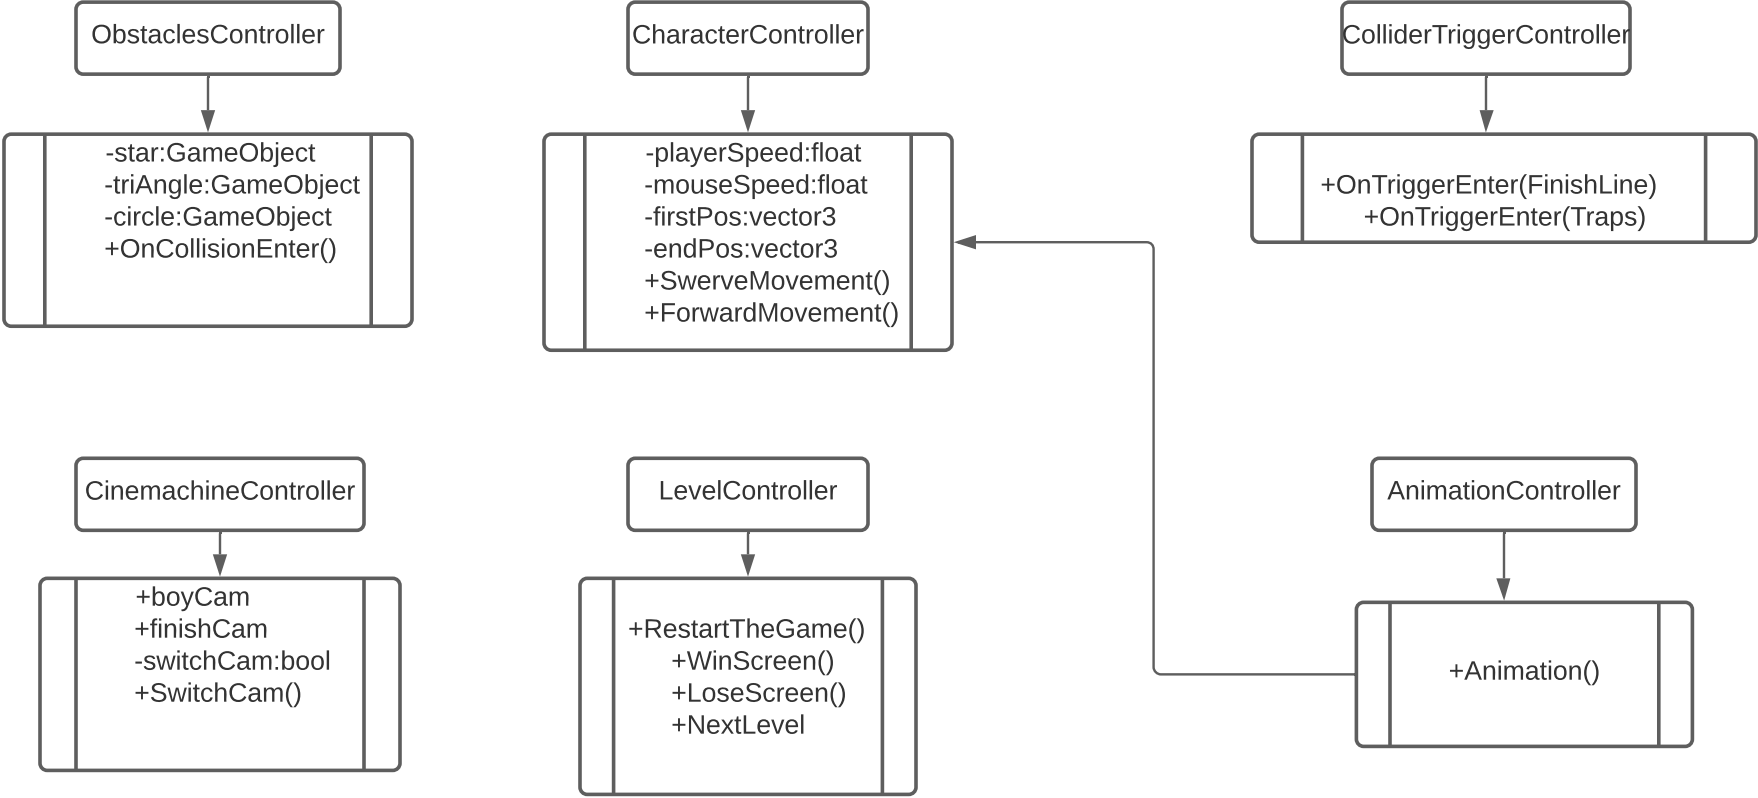 ObstaclesController
-star:GameObject
-triAngle:GameObject
-circle:GameObject
+OnCollisionEnter()
CharacterController
-playerSpeed:float
-mouseSpeed:float
-firstPos:vector3
-endPos:vector3
+SwerveMovement()
+ForwardMovement()
ColliderTriggerController
+OnTriggerEnter(FinishLine)
+OnTriggerEnter(Traps)
CinemachineController
+boyCam
+finishCam
-switchCam:bool
+SwitchCam()
LevelController
+RestartTheGame()
+WinScreen()
+LoseScreen()
+NextLevel
AnimationController
+Animation()